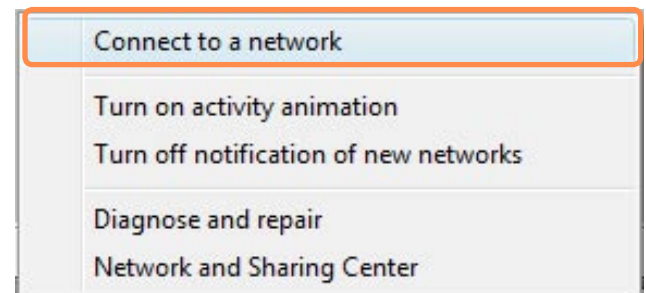 Connect to a network
Turn on activity animation
Turn off notification of new networks
Diagnose and repair
Network and Sharing Center